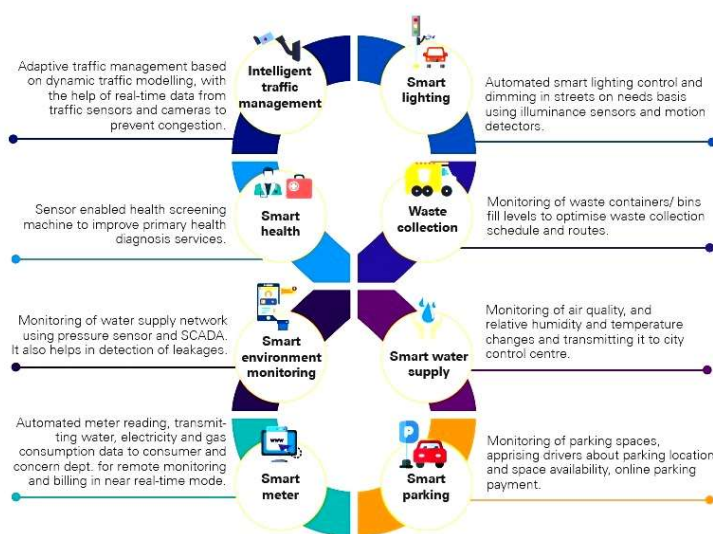 Adaptive traffic management based
on dynamic traffic modelling, with
the help of real-time data from
traffic sensors and cameras to
prevent congestion.
Intelligent
traffic
management
Smart
lighting
Automated smart lighting control and
dimming in streets on needs basis
using illuminance sensors and motion
detectors.
Sensor enabled health screening
machine to improve primary health
diagnosis services.
Smart
health
Waste
collection
Monitoring of waste containers/ bins
fill levels to optimise waste collection
schedule and routes.
Monitoring of water supply network
using pressure sensor and SCADA.
It also helps in detection of leakages.
Smart
environment
monitoring
Smart water
supply
Monitoring of air quality, and
relative humidity and temperature
changes and transmitting it to city
control centre.
Automated meter reading, transmit-
ting water, electricity and gas
consumption data to consumer and
concern dept. for remote monitoring
and billing in near real-time mode.
www
Smart
meter
P
Smart
parking
Monitoring of parking spaces,
apprising drivers about parking location
and space availability, online parking
payment.